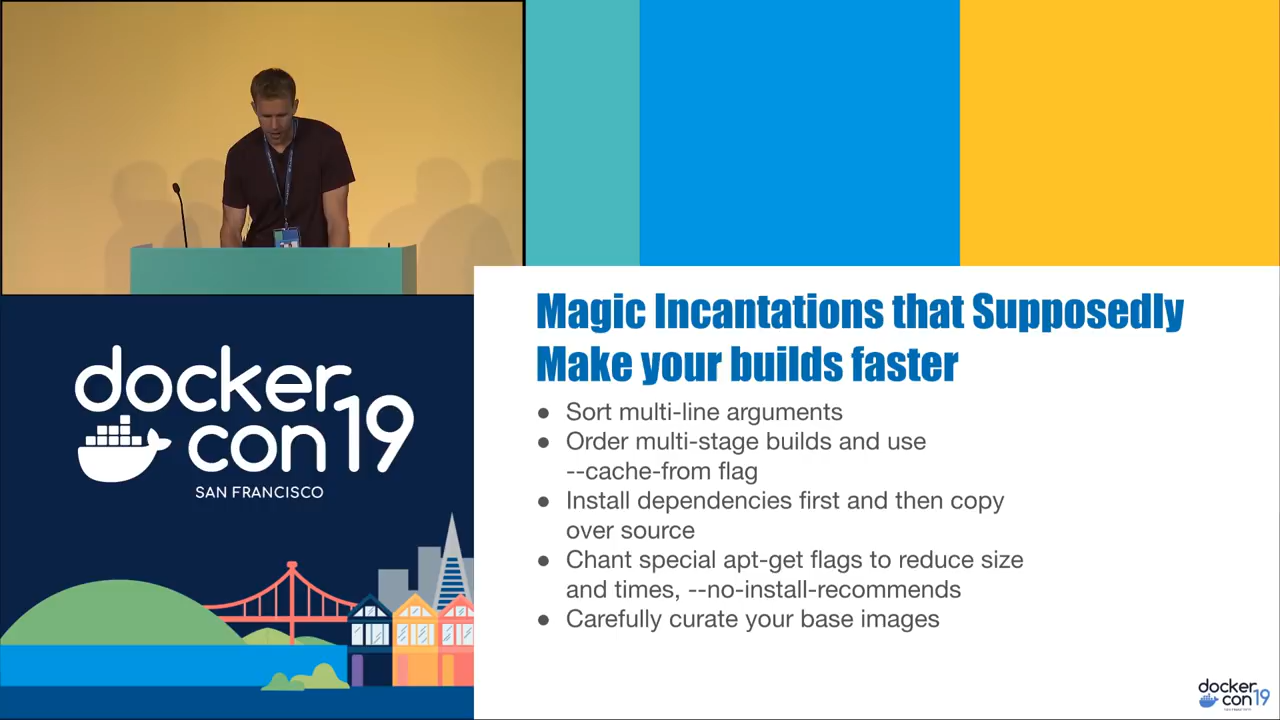 docker
con19
SAN FRANCISCO
Magic Incantations that Supposedly
Make your builds faster
● Sort multi-line arguments
● Order multi-stage builds and use
--cache-from flag
● Install dependencies first and then copy
over source
● Chant special apt-get flags to reduce size
and times, --no-install-recommends
● Carefully curate your base images
docker
con19
SAN FRANCISCO